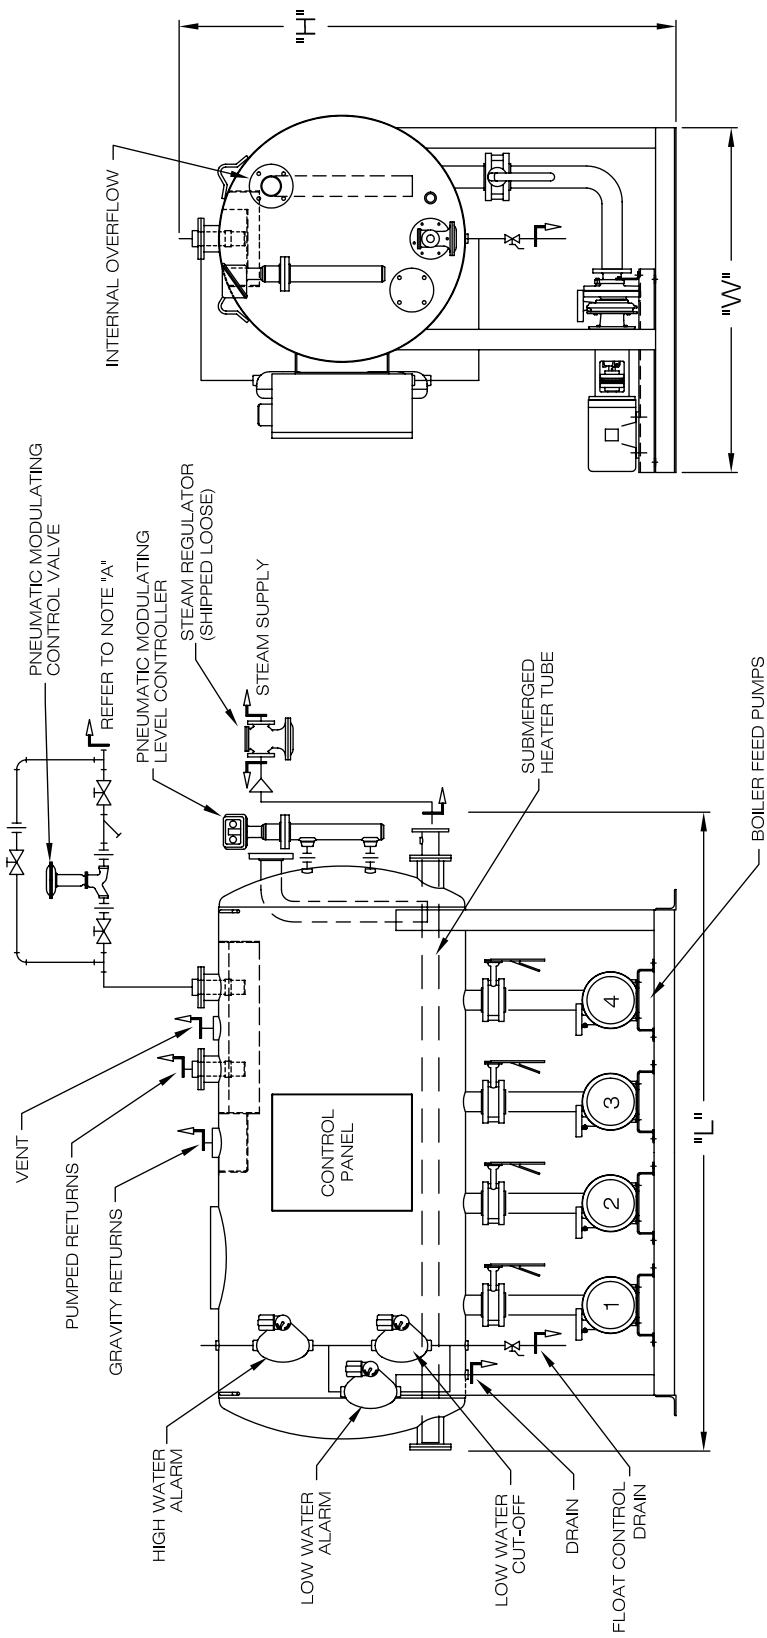 "H"
INTERNAL OVERFLOW
"W"
PNEUMATIC MODULATING
CONTROL VALVE
REFER TO NOTE "A"
PNEUMATIC MODULATING
LEVEL CONTROLLER
STEAM REGULATOR
(SHIPPED LOOSE)
STEAM SUPPLY
SUBMERGED
HEATER TUBE
BOILER FEED PUMPS
VENT
PUMPED RETURNS
GRAVITY RETURNS
HIGH WATER
ALARM
LOW WATER
ALARM
LOW WATER
CUT-OFF
DRAIN
FLOAT CONTROL
DRAIN
CONTROL
PANEL
1
2
3
4
"L"